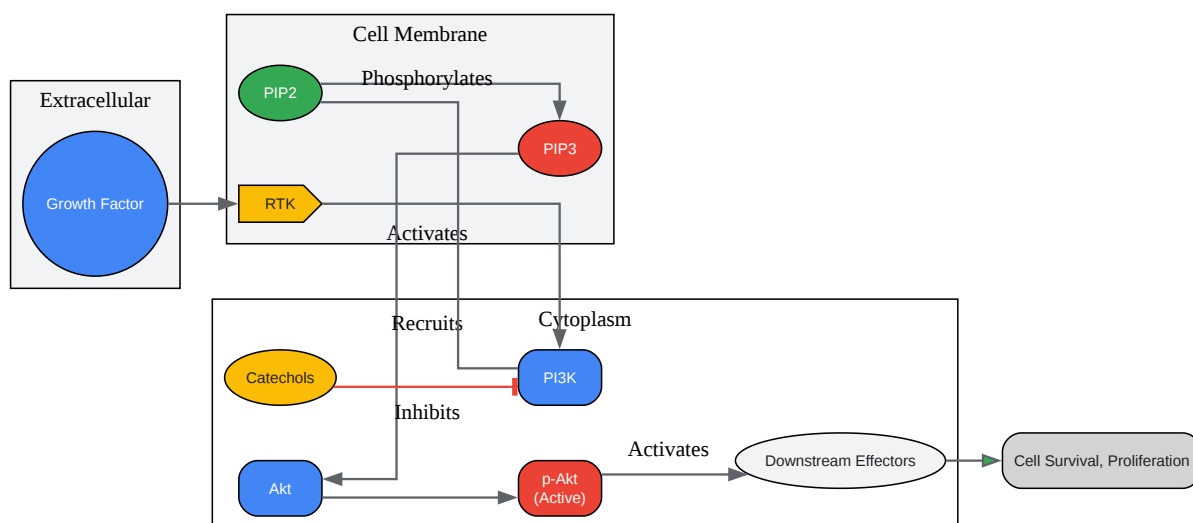 Cell Membrane
Phosphorylates
PIP2
Extracellular
PIP3
Growth Factor
RTK
Activates
Recruits
Cytoplasm
Catechols
PI3K
Inhibits
Activates
Downstream Effectors
Cell Survival, Proliferation
Akt
p-Akt
(Active)